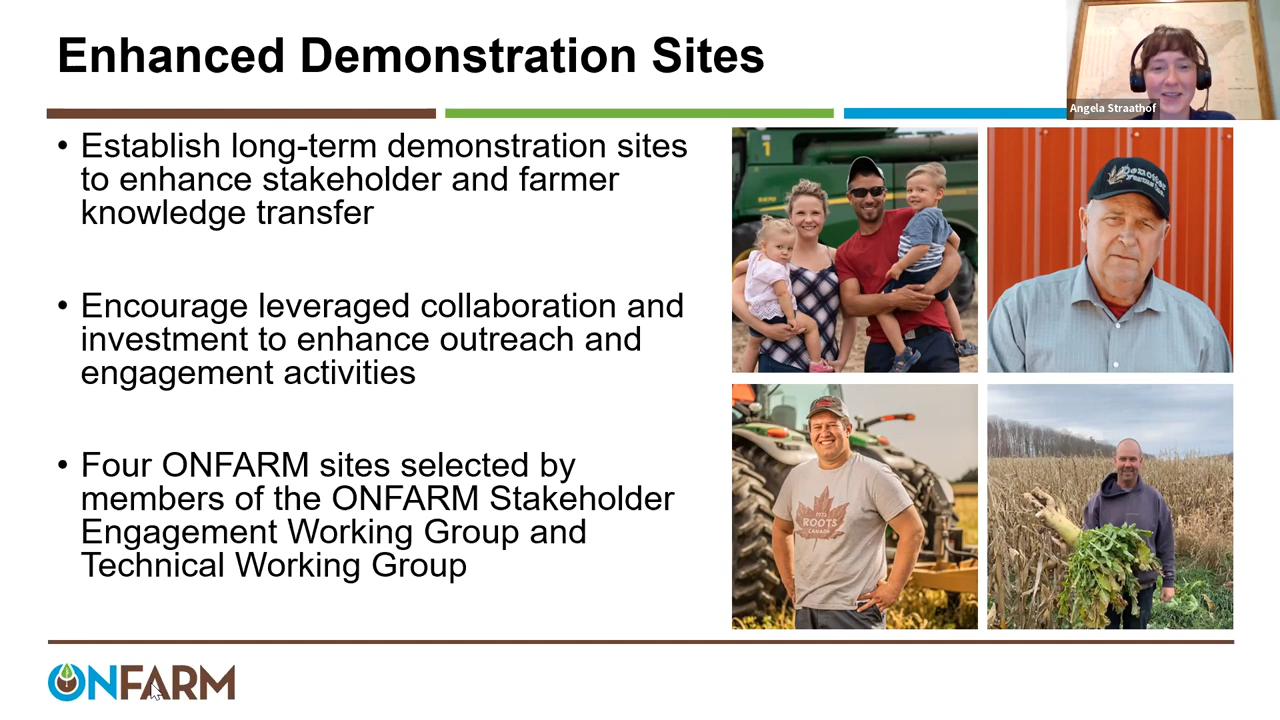 Enhanced Demonstration Sites
Angela Straathof
• Establish long-term demonstration sites
to enhance stakeholder and farmer
knowledge transfer
• Encourage leveraged collaboration and
investment to enhance outreach and
engagement activities
• Four ONFARM sites selected by
members of the ONFARM Stakeholder
Engagement Working Group and
Technical Working Group
1
1973
ROOTS
CANADA
ONFARM